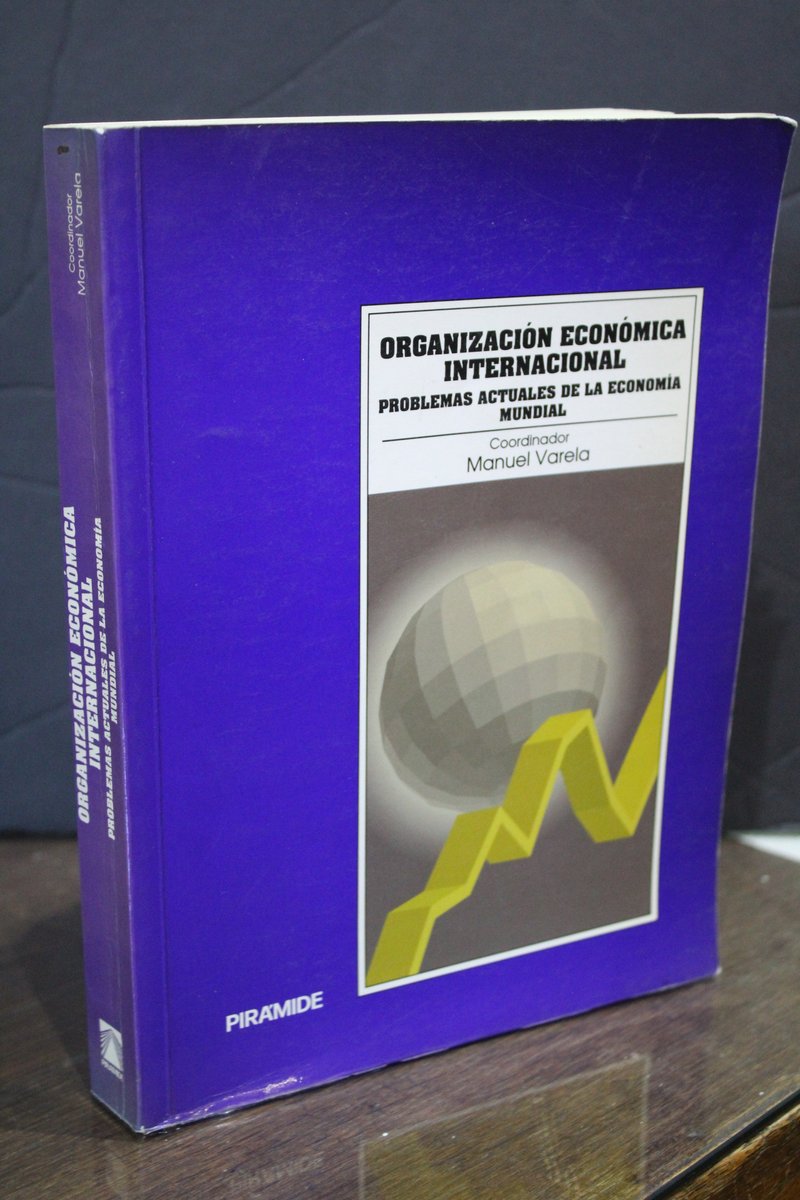 Coordinador
Manuel Varela
ORGANIZACIÓN ECONÓMICA
INTERNACIONAL
PROBLEMAS ACTUALES DE LA ECONOMÍA
MUNDIAL
ORGANIZACIÓN ECONÓMICA
INTERNACIONAL
PROBLEMAS ACTUALES DE LA ECONOMÍA
MUNDIAL
Coordinador
Manuel Varela
PIRÁMIDE